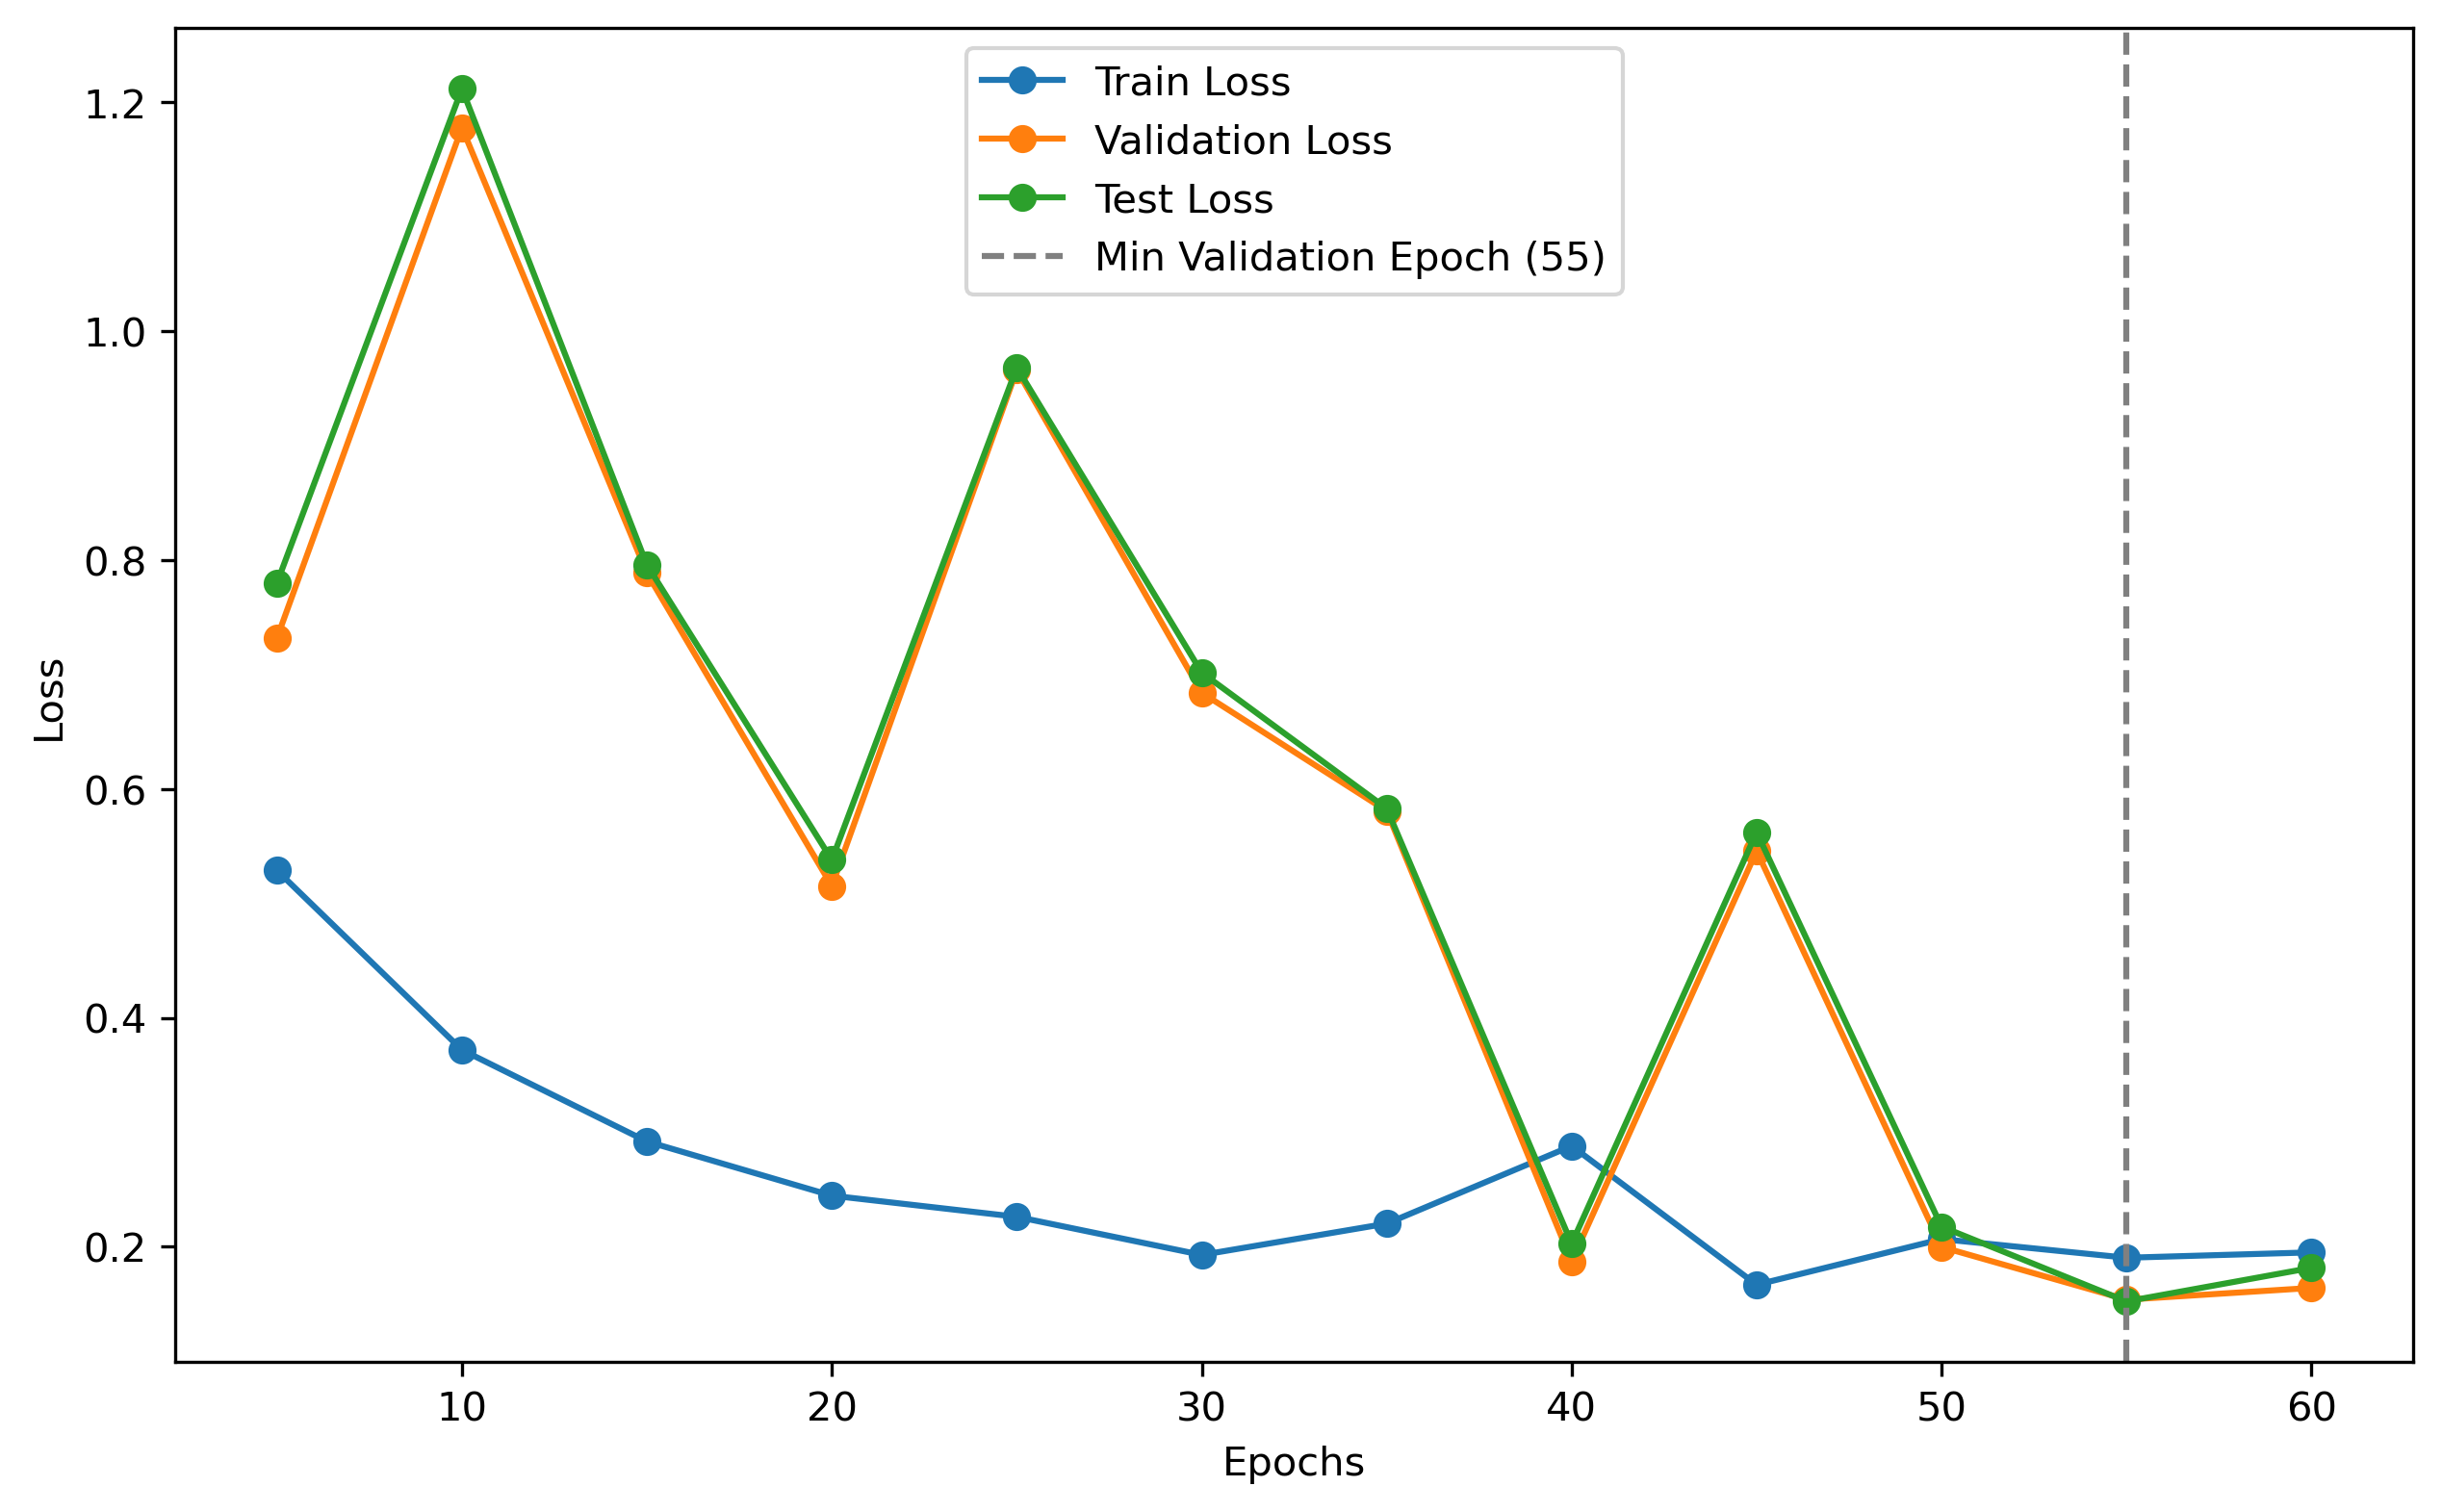 Train Loss
Validation Loss
Test Loss
Min Validation Epoch (55)
1.2
1.0
0.8
0.6
0.4
0.2
Loss
10 20 30 40 50 60
Epochs